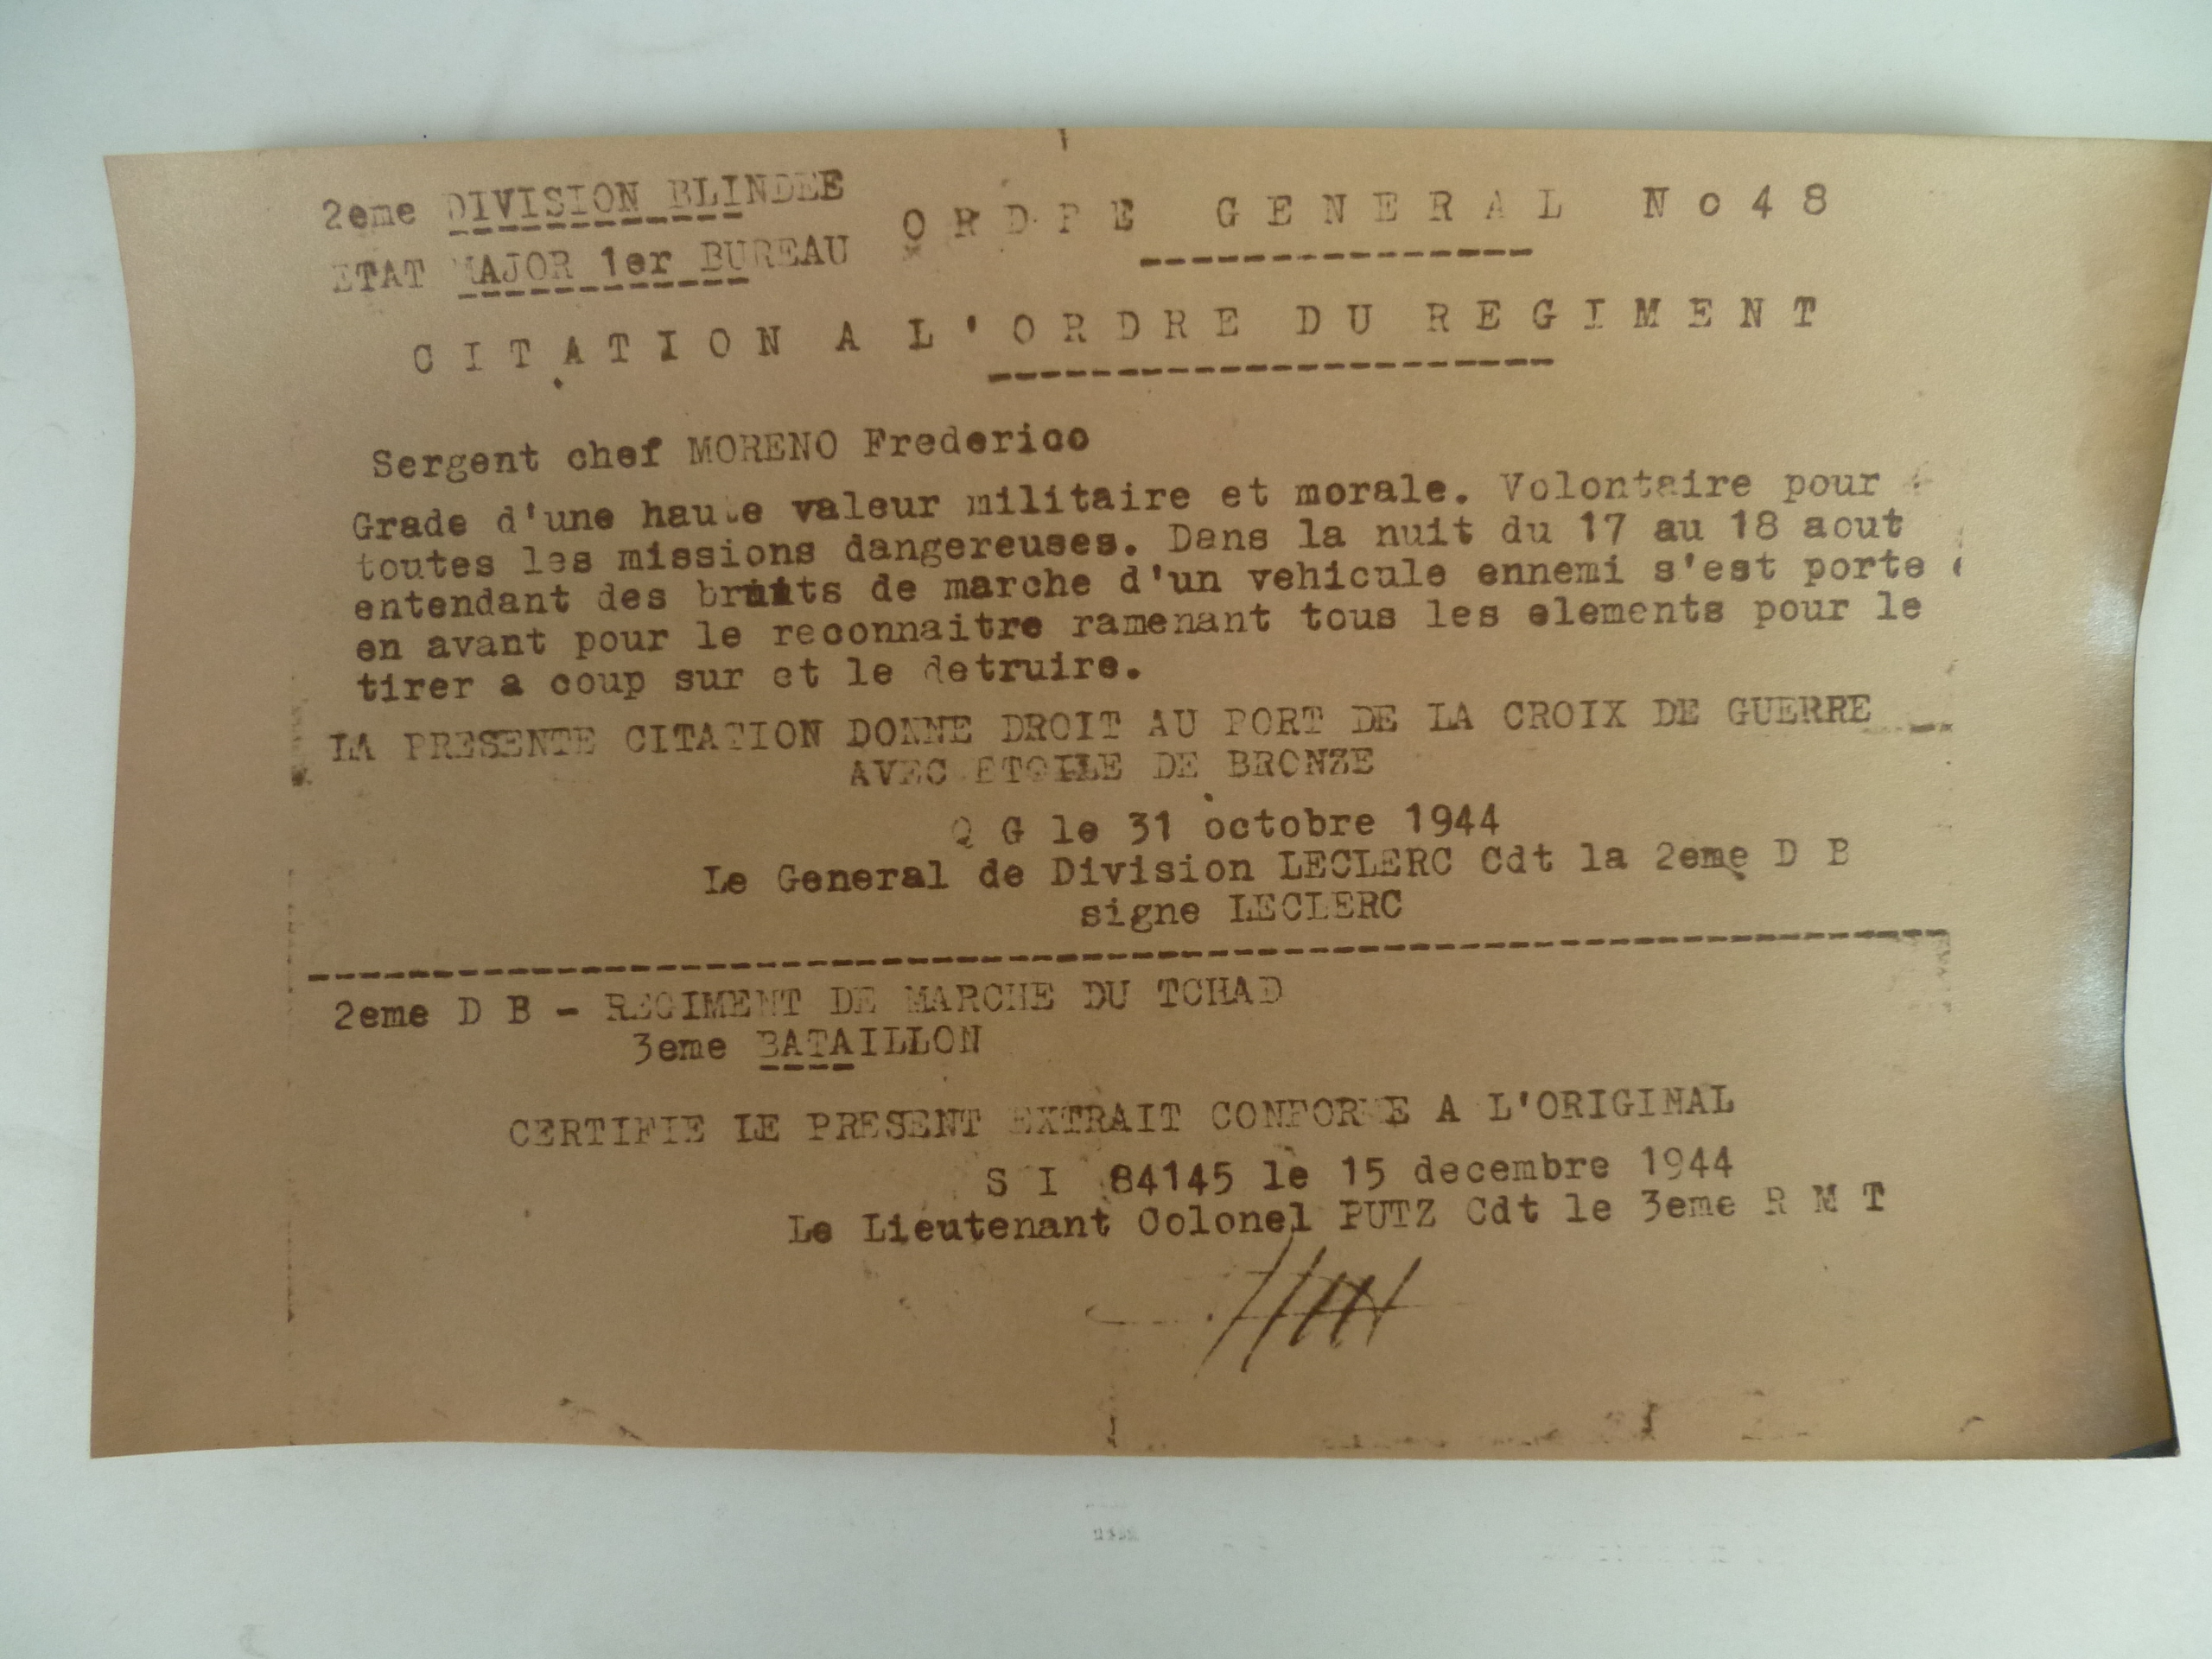 2eme DIVISION BLINDEE
ORDRE GENERAL No 48
ETAT MAJOR 1er BUREAU
CITATION A L'ORDRE DU REGIMENT
Sergent chef MORENO Frederico
Grade d'une haute valeur militaire et morale. Volontaire pour
toutes les missions dangereuses. Dans la nuit du 17 au 18 aout
entendant des bruits de marche d'un vehicule ennemi s'est porte
en avant pour le reconnaitre ramenant tous les elements pour le
tirer a coup sur et le detruire.
LA PRESENTE CITATION DONNE DROIT AU PORT DE LA CROIX DE GUERRE
AVEC ETOILE DE BRONZE
Q G le 31 octobre 1944
Le General de Division LECLERC Cdt la 2eme D B
signe LECLERC
2eme D B - REGIMENT DE MARCHE DU TCHAD
3eme BATAILLON
CERTIFIE LE PRESENT EXTRAIT CONFORME A L'ORIGINAL
S I 84145 le 15 decembre 1944
Le Lieutenant Colonel PUTZ Cdt le 3eme R M T